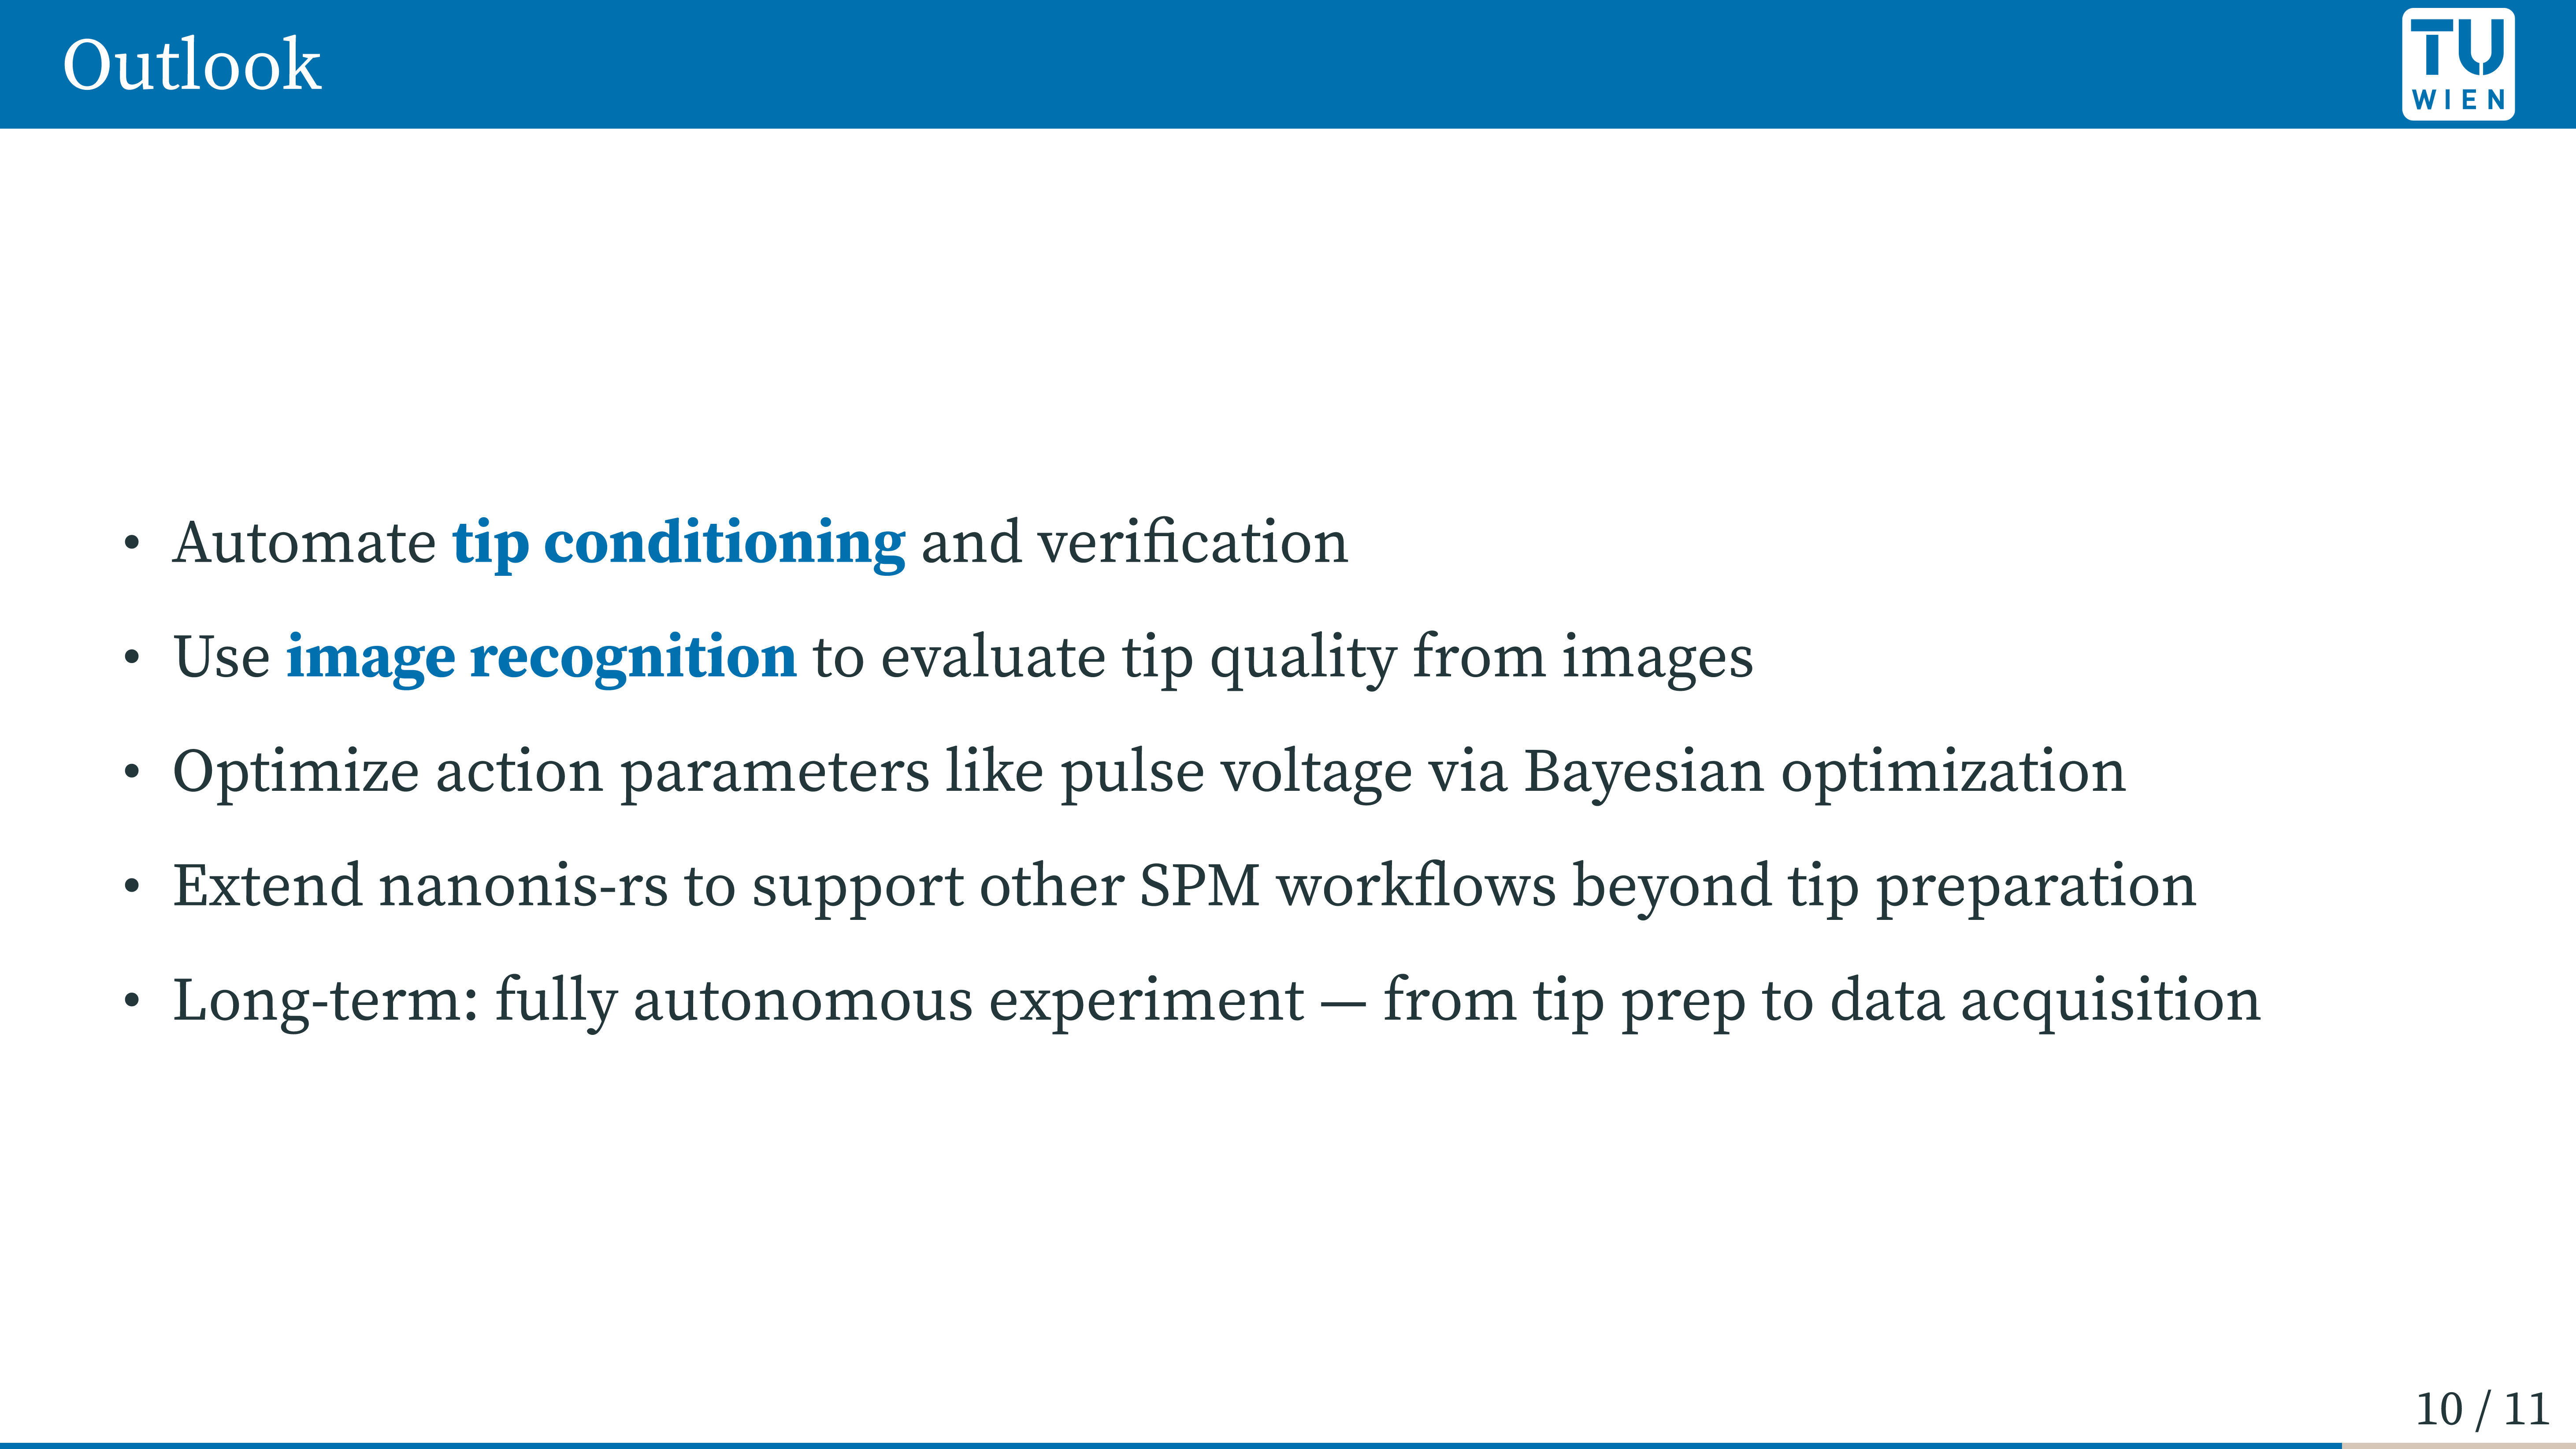 Outlook
TU
WIEN
• Automate tip conditioning and verification
• Use image recognition to evaluate tip quality from images
• Optimize action parameters like pulse voltage via Bayesian optimization
• Extend nanonis-rs to support other SPM workflows beyond tip preparation
• Long-term: fully autonomous experiment — from tip prep to data acquisition
10 / 11